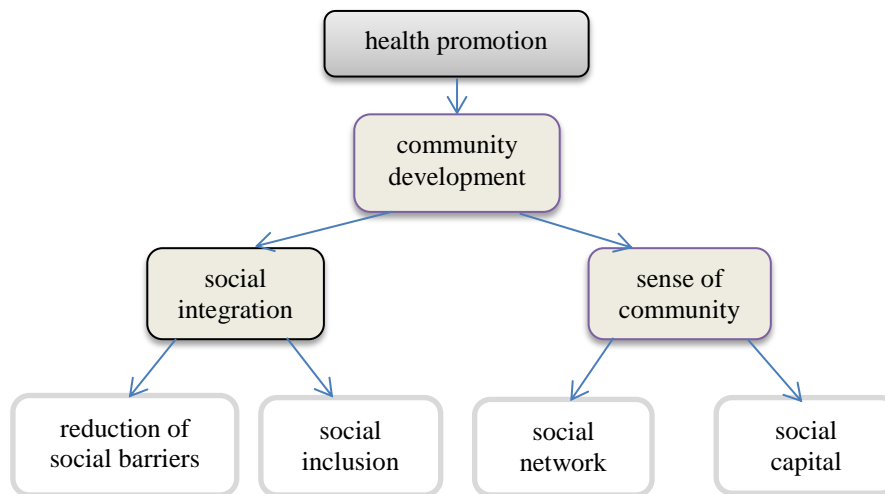 health promotion
community
development
social
integration
sense of
community
reduction of
social barriers
social
inclusion
social
network
social
capital